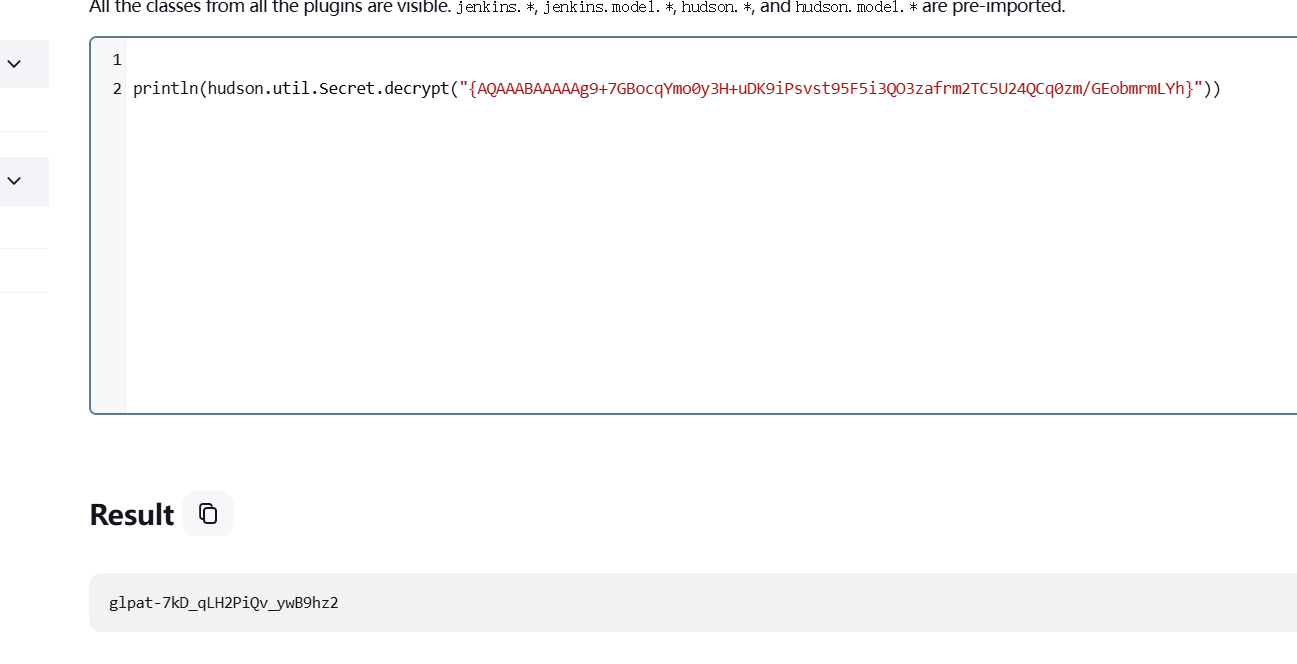 All the classes from all the plugins are visible. jenkins.*, jenkins.model.*, hudson.*, and hudson.model.* are pre-imported.
1
2 println(hudson.util.Secret.decrypt("{AQAAABAAAAAg9+7GBocqYmo0y3H+uDK9iPsvst95F5i3QO3zafrm2TC5U24QCq0zm/GEobmrmLYh}"))
Result
glpat-7kD_qLH2PiQv_ywB9hz2